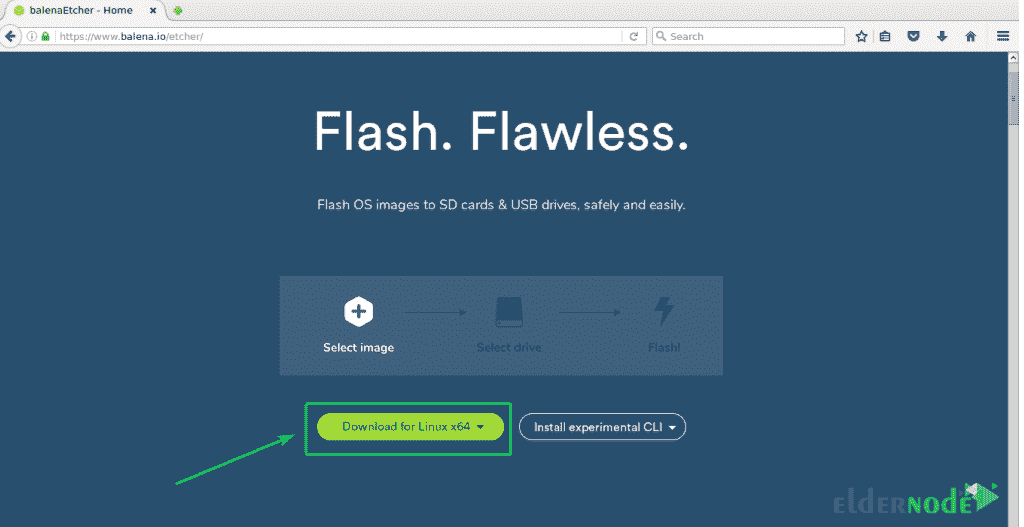 balenaEtcher - Home
https://www.balena.io/etcher/
Search
Flash. Flawless.
Flash OS images to SD cards & USB drives, safely and easily.
Select image
Select drive
Flash!
Download for Linux x64
Install experimental CLI
elderNODE